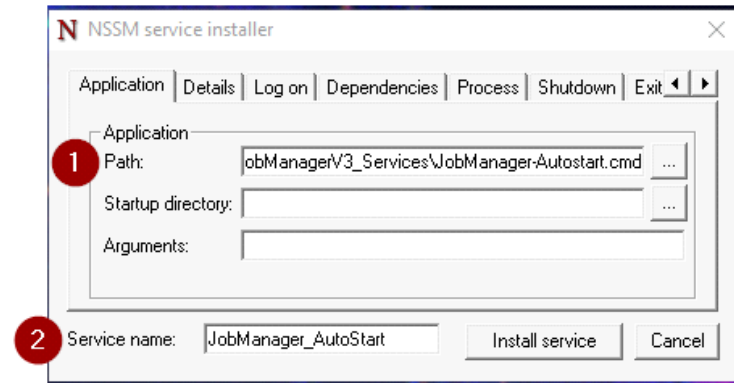 N NSSM service installer
Application Details Log on Dependencies Process Shutdown Exit
Application
1 Path: obManagerV3_Services\JobManager-Autostart.cmd ...
Startup directory: ...
Arguments:
2 Service name: JobManager_AutoStart Install service Cancel